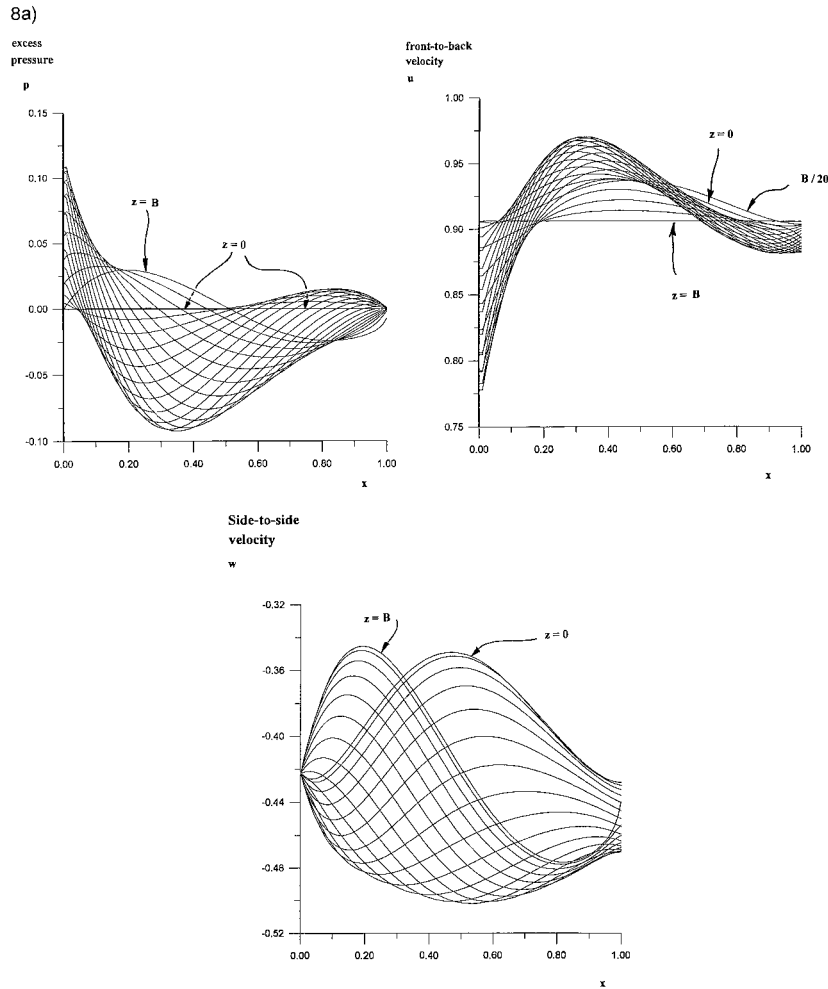 8a)
excess
pressure
p
0.15
0.10
0.05
0.00
-0.05
-0.10
0.00 0.20 0.40 0.60 0.80 1.00
x
z = B
z = 0
front-to-back
velocity
u
1.00
0.95
0.90
0.85
0.80
0.75
0.00 0.20 0.40 0.60 0.80 1.00
x
z = 0
B / 20
z = B
Side-to-side
velocity
w
-0.32
-0.36
-0.40
-0.44
-0.48
-0.52
0.00 0.20 0.40 0.60 0.80 1.00
x
z = B
z = 0